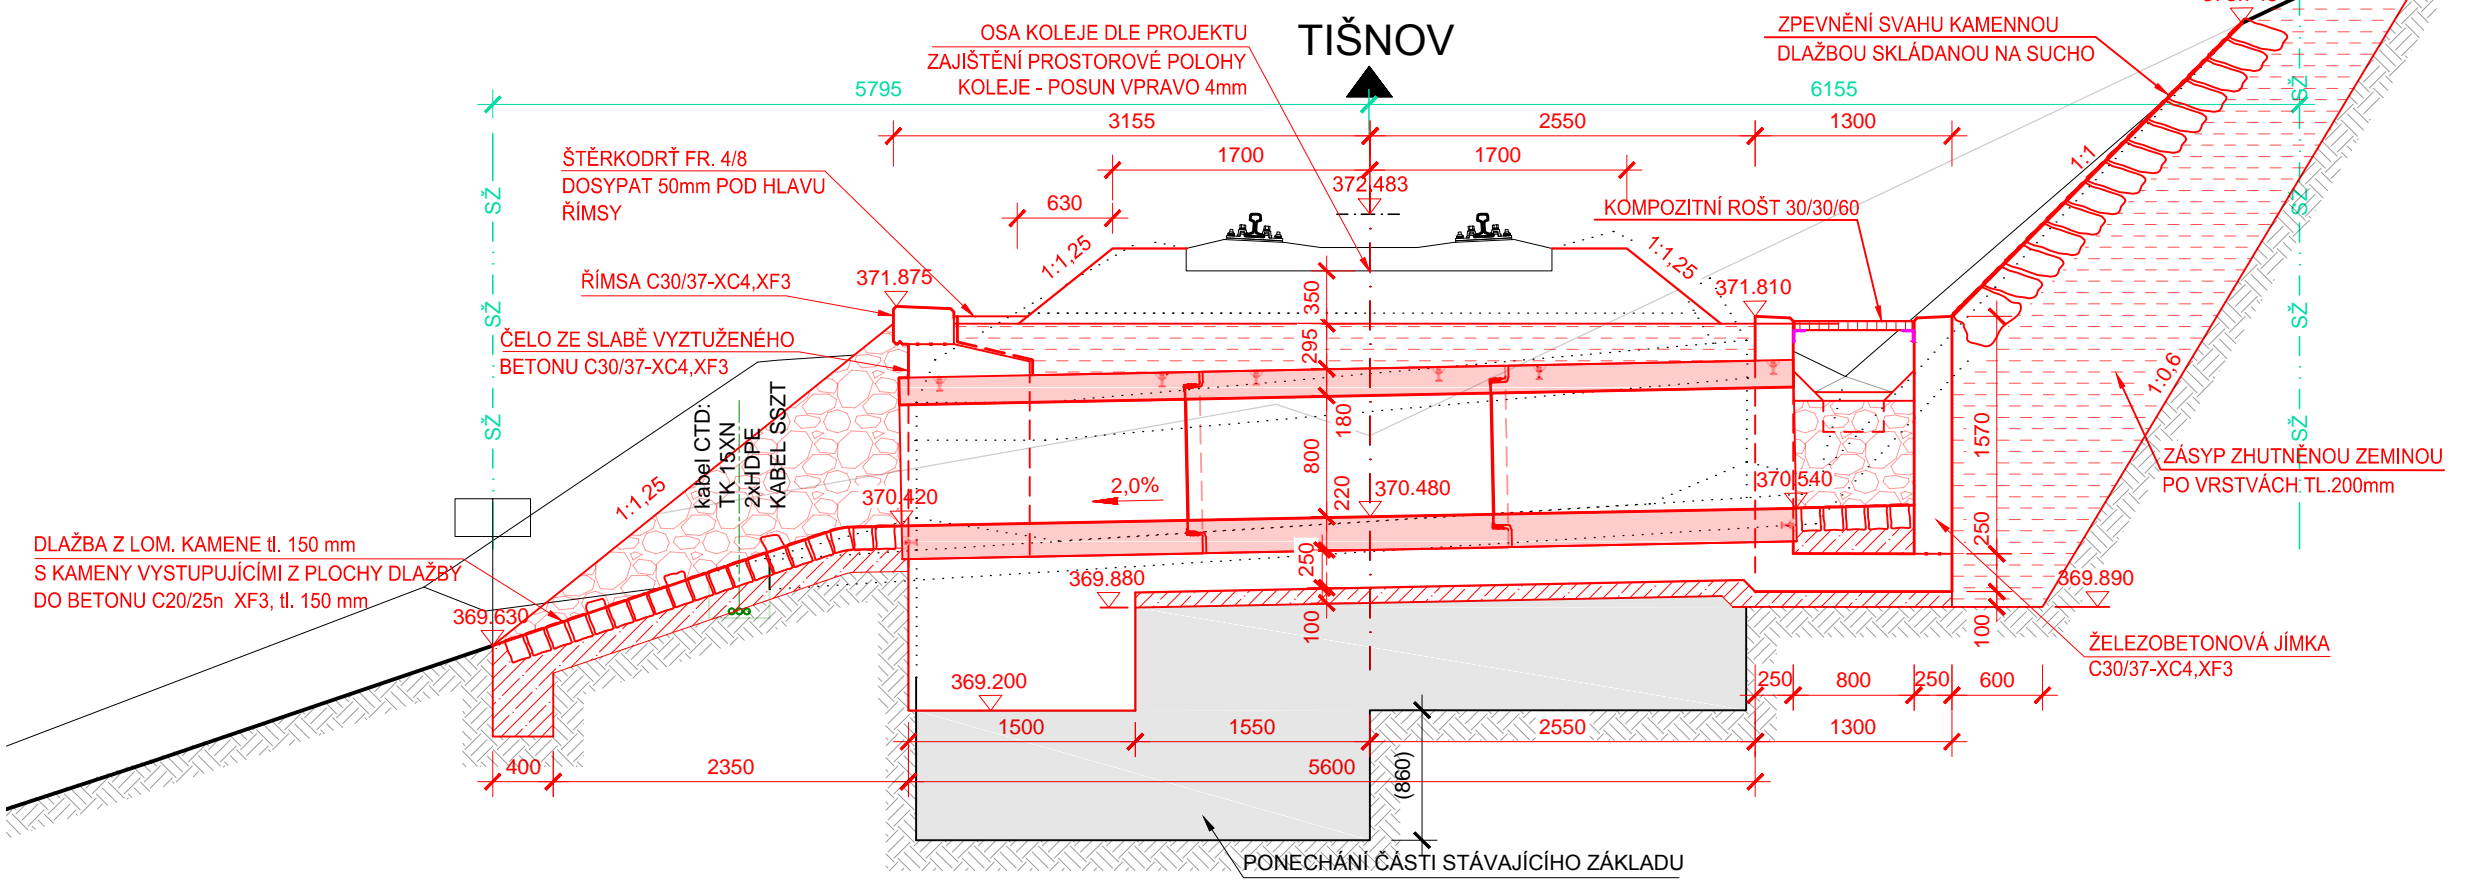 OSA KOLEJE DLE PROJEKTU
ZAJIŠTĚNÍ PROSTOROVÉ POLOHY
KOLEJE - POSUN VPRAVO 4mm
TIŠNOV
ZPEVNĚNÍ SVAHU KAMENNOU
DLAŽBOU SKLÁDANOU NA SUCHO
5795
6155
3155
2550
1300
1700
1700
630
372.483
ŠTĚRKODRŤ FR. 4/8
DOSYPAT 50mm POD HLAVU
ŘÍMSY
KOMPOZITNÍ ROŠT 30/30/60
1:1
1:1,25
1:1,25
ŘÍMSA C30/37-XC4,XF3
371.875
371.810
ČELO ZE SLABĚ VYZTUŽENÉHO
BETONU C30/37-XC4,XF3
350
295
180
800
220
250
100
kabel CTD:
TK 15XN
2xHDPE
KABEL SSZT
1:1,25
370.420
2,0%
370.480
370.540
1:0,6
1570
250
100
ZÁSYP ZHUTNĚNOU ZEMINOU
PO VRSTVÁCH TL.200mm
DLAŽBA Z LOM. KAMENE tl. 150 mm
S KAMENY VYSTUPUJÍCÍMI Z PLOCHY DLAŽBY
DO BETONU C20/25n XF3, tl. 150 mm
369.630
369.880
369.890
369.200
ŽELEZOBETONOVÁ JÍMKA
C30/37-XC4,XF3
250
800
250
600
1500
1550
2550
1300
400
2350
5600
(860)
PONECHÁNÍ ČÁSTI STÁVAJÍCÍHO ZÁKLADU
SŽ
SŽ
SŽ
SŽ
SŽ
SŽ
SŽ